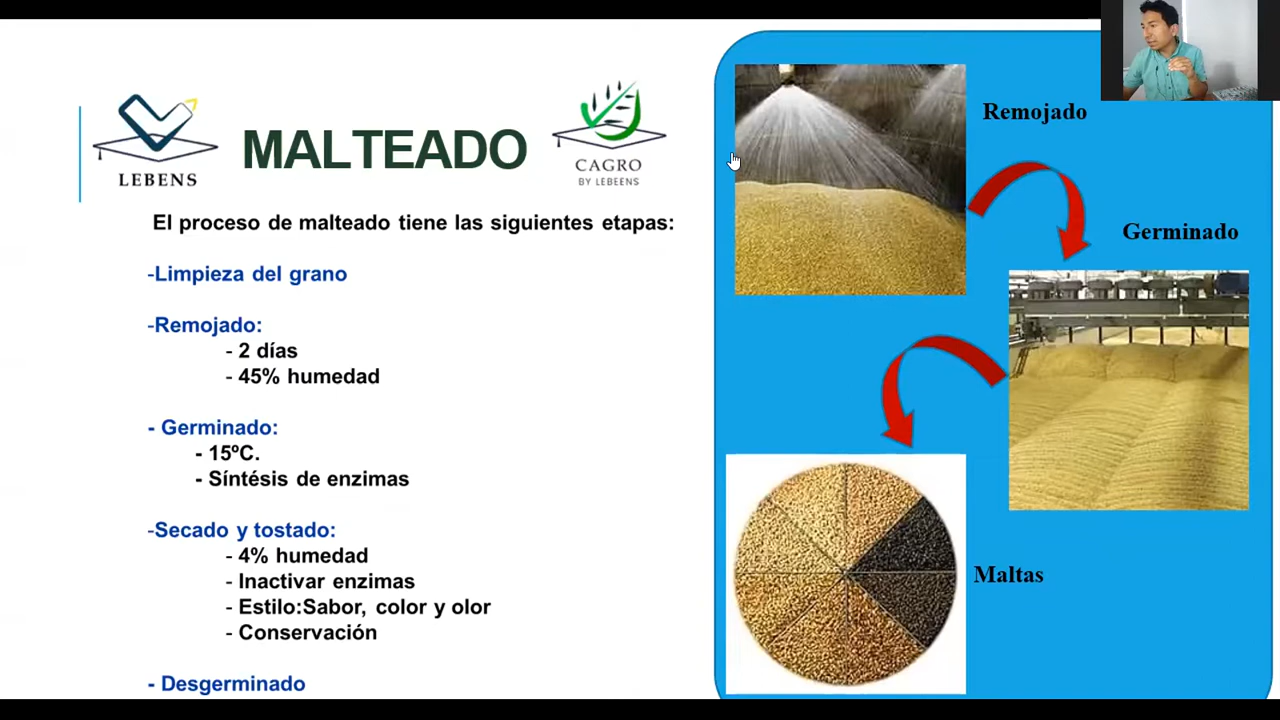 LEBENS
MALTEADO
CAGRO
BY LEBEENS
El proceso de malteado tiene las siguientes etapas:
-Limpieza del grano
-Remojado:
- 2 días
- 45% humedad
- Germinado:
- 15ºC.
- Síntésis de enzimas
-Secado y tostado:
- 4% humedad
- Inactivar enzimas
- Estilo:Sabor, color y olor
- Conservación
- Desgerminado
Remojado
Germinado
Maltas